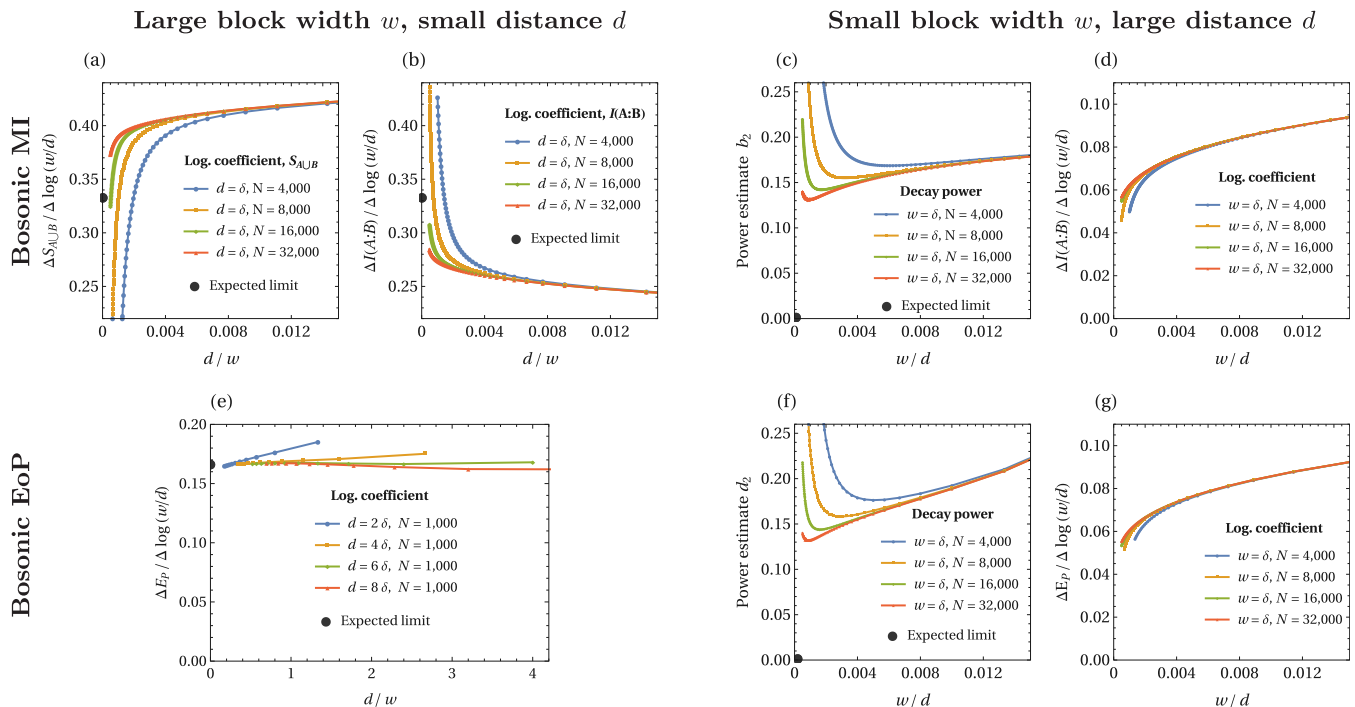 Large block width w, small distance d
Small block width w, large distance d
Bosonic MI
(a)
ΔS_A∪B / Δ log (w/d)
0.40
0.35
0.30
0.25
Log. coefficient, S_A∪B
d = δ, N = 4,000
d = δ, N = 8,000
d = δ, N = 16,000
d = δ, N = 32,000
Expected limit
0 0.004 0.008 0.012
d / w
(b)
ΔI(A:B) / Δ log (w/d)
0.40
0.35
0.30
0.25
Log. coefficient, I(A:B)
d = δ, N = 4,000
d = δ, N = 8,000
d = δ, N = 16,000
d = δ, N = 32,000
Expected limit
0 0.004 0.008 0.012
d / w
(c)
Power estimate b₂
0.25
0.20
0.15
0.10
0.05
0.00
Decay power
w = δ, N = 4,000
w = δ, N = 8,000
w = δ, N = 16,000
w = δ, N = 32,000
Expected limit
0 0.004 0.008 0.012
w / d
(d)
ΔI(A:B) / Δ log (w/d)
0.10
0.08
0.06
0.04
0.02
0.00
Log. coefficient
w = δ, N = 4,000
w = δ, N = 8,000
w = δ, N = 16,000
w = δ, N = 32,000
0 0.004 0.008 0.012
w / d
Bosonic EoP
(e)
ΔE_P / Δ log (w/d)
0.20
0.15
0.10
0.05
0.00
Log. coefficient
d = 2 δ, N = 1,000
d = 4 δ, N = 1,000
d = 6 δ, N = 1,000
d = 8 δ, N = 1,000
Expected limit
0 1 2 3 4
d / w
(f)
Power estimate d₂
0.25
0.20
0.15
0.10
0.05
0.00
Decay power
w = δ, N = 4,000
w = δ, N = 8,000
w = δ, N = 16,000
w = δ, N = 32,000
Expected limit
0 0.004 0.008 0.012
w / d
(g)
ΔE_P / Δ log (w/d)
0.10
0.08
0.06
0.04
0.02
0.00
Log. coefficient
w = δ, N = 4,000
w = δ, N = 8,000
w = δ, N = 16,000
w = δ, N = 32,000
0 0.004 0.008 0.012
w / d